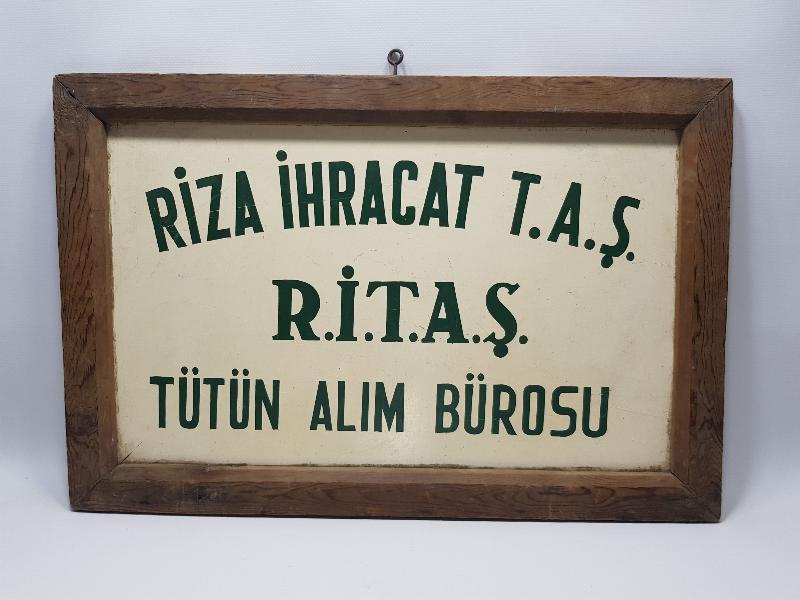 RİZA İHRACAT T.A.Ş.
R.İ.T.A.Ş.
TÜTÜN ALIM BÜROSU